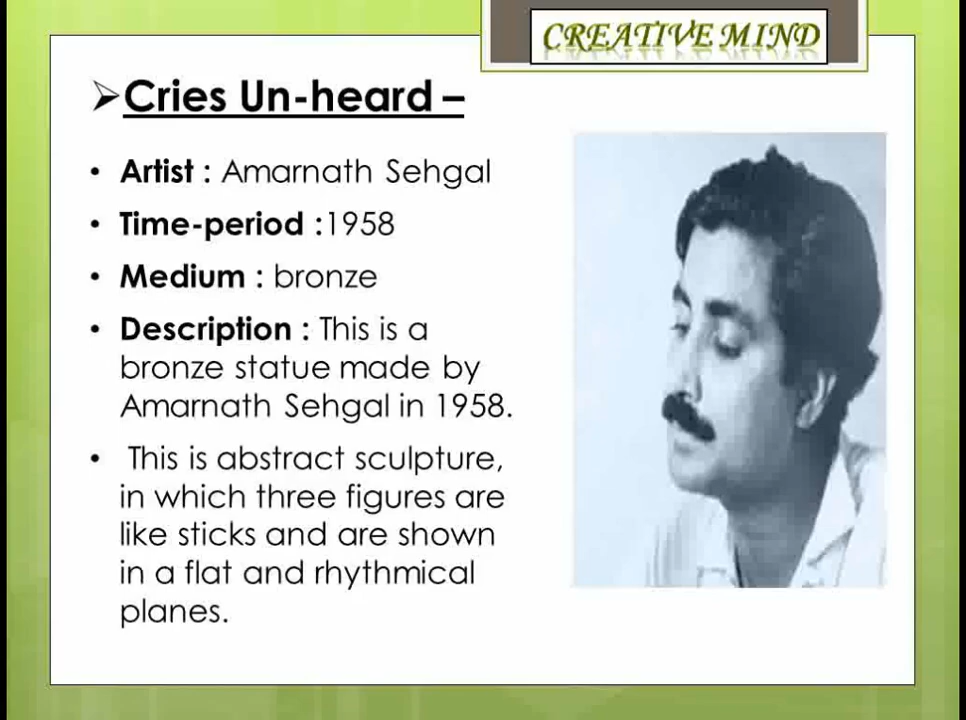 CREATIVE MIND
➢Cries Un-heard –
• Artist : Amarnath Sehgal
• Time-period :1958
• Medium : bronze
• Description : This is a
bronze statue made by
Amarnath Sehgal in 1958.
• This is abstract sculpture,
in which three figures are
like sticks and are shown
in a flat and rhythmical
planes.